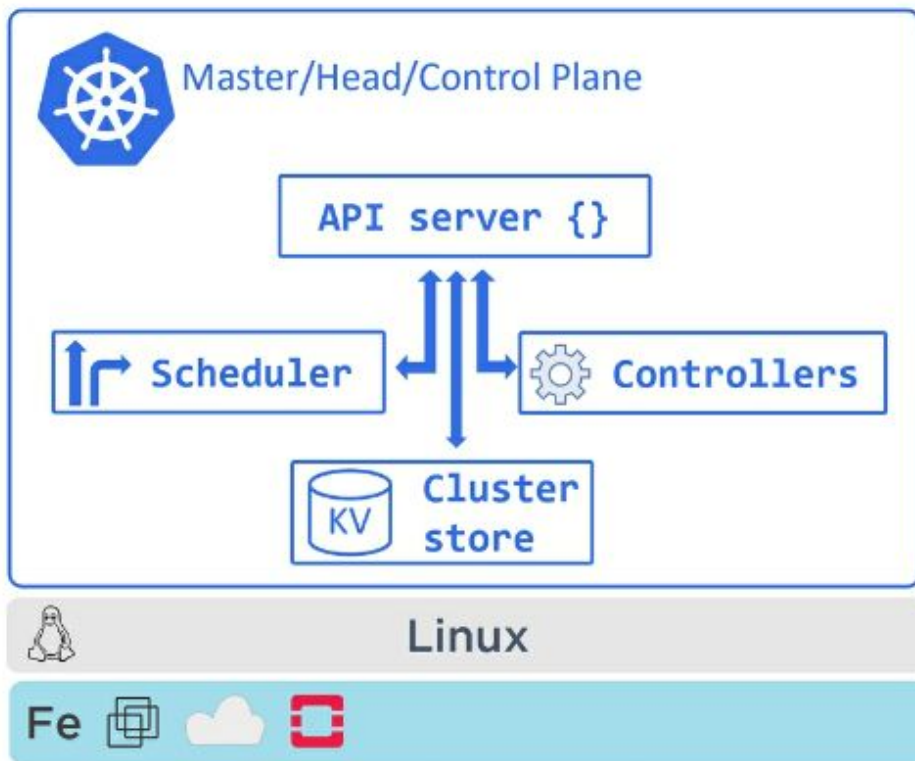 Master/Head/Control Plane
API server {}
Scheduler
Controllers
KV
Cluster
store
Linux
Fe